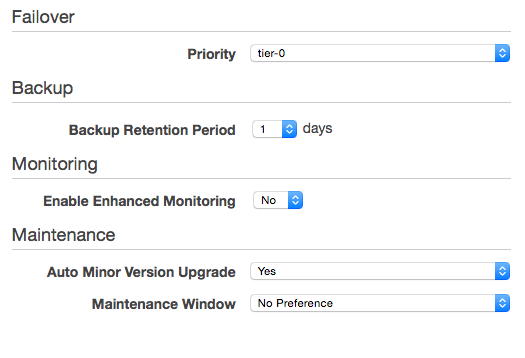 Failover
Priority tier-0
Backup
Backup Retention Period 1 days
Monitoring
Enable Enhanced Monitoring No
Maintenance
Auto Minor Version Upgrade Yes
Maintenance Window No Preference